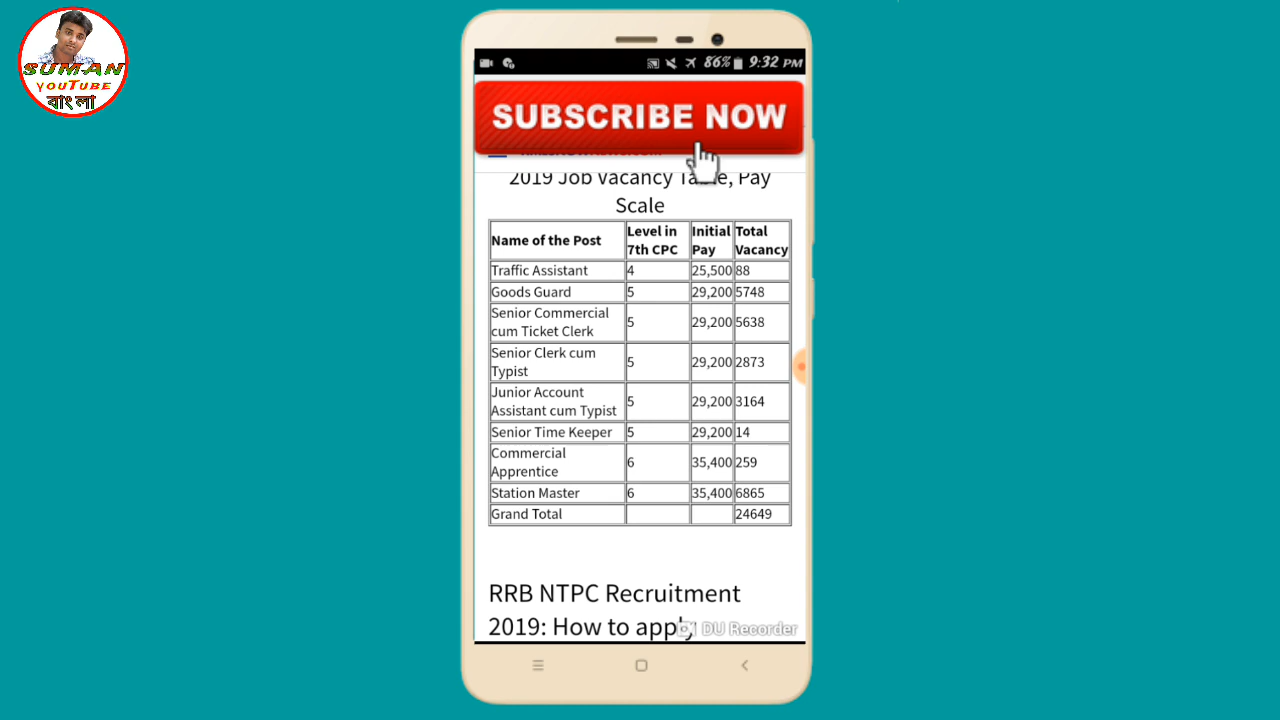 SUMAN
YOUTUBE
বাংলা
86% 9:32 PM
SUBSCRIBE NOW
2019 Job Vacancy Table, Pay
Scale
Name of the Post Level in 7th CPC Initial Pay Total Vacancy
Traffic Assistant 4 25,500 88
Goods Guard 5 29,200 5748
Senior Commercial cum Ticket Clerk 5 29,200 5638
Senior Clerk cum Typist 5 29,200 2873
Junior Account Assistant cum Typist 5 29,200 3164
Senior Time Keeper 5 29,200 14
Commercial Apprentice 6 35,400 259
Station Master 6 35,400 6865
Grand Total 24649
RRB NTPC Recruitment
2019: How to apply
DU Recorder